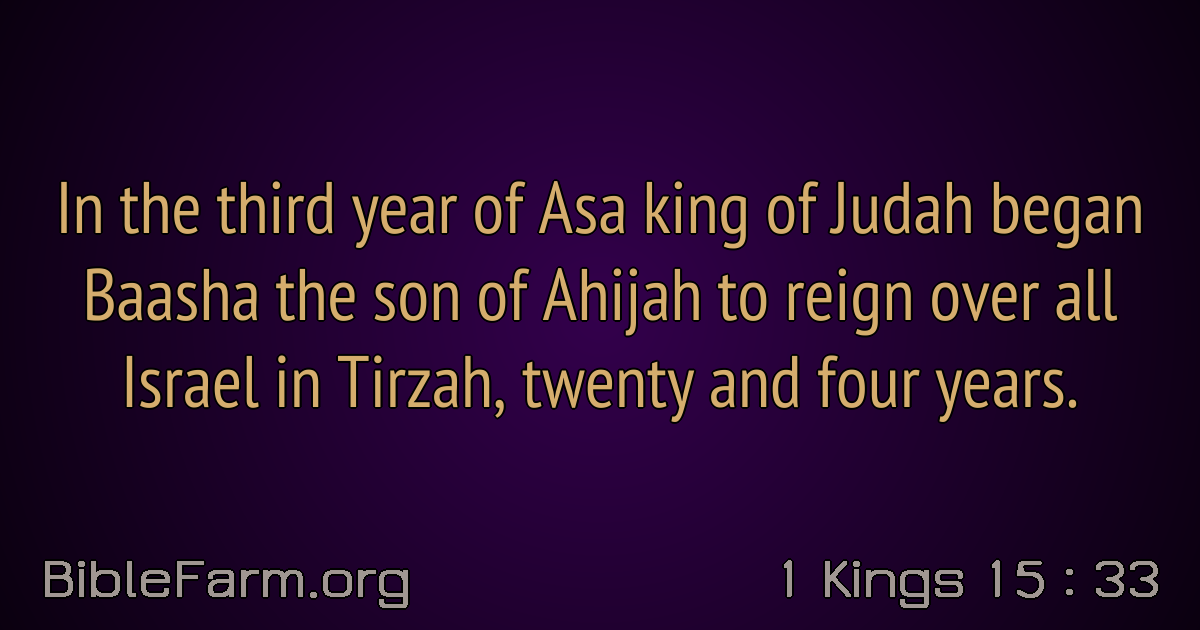 In the third year of Asa king of Judah began
Baasha the son of Ahijah to reign over all
Israel in Tirzah, twenty and four years.
BibleFarm.org
1 Kings 15 : 33